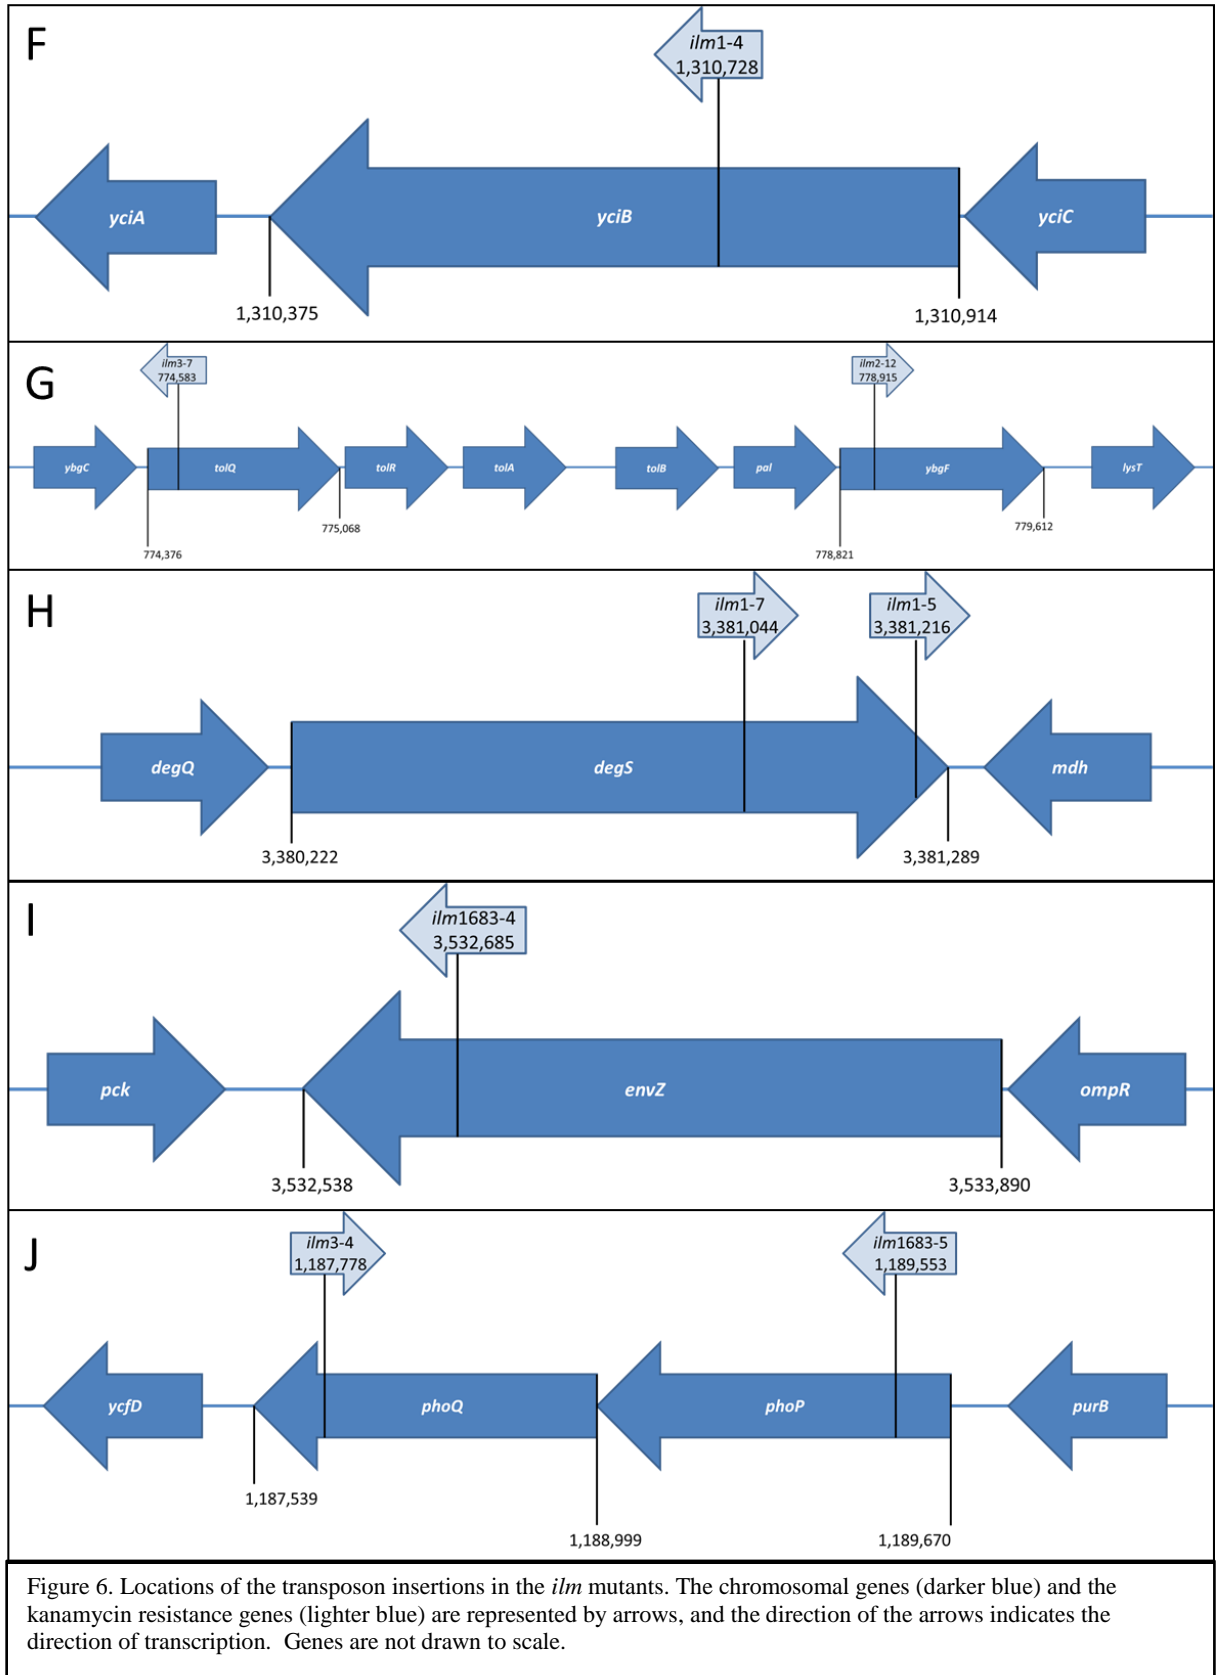 F
ilm1-4
1,310,728
yciA
yciB
yciC
1,310,375
1,310,914
G
ilm3-7
774,583
ilm2-12
778,915
ybgC
tolQ
tolR
tolA
tolB
pal
ybgF
lysT
775,068
779,612
774,376
778,821
H
ilm1-7
3,381,044
ilm1-5
3,381,216
degQ
degS
mdh
3,380,222
3,381,289
I
ilm1683-4
3,532,685
pck
envZ
ompR
3,532,538
3,533,890
J
ilm3-4
1,187,778
ilm1683-5
1,189,553
ycfD
phoQ
phoP
purB
1,187,539
1,188,999
1,189,670
Figure 6. Locations of the transposon insertions in the ilm mutants. The chromosomal genes (darker blue) and the
kanamycin resistance genes (lighter blue) are represented by arrows, and the direction of the arrows indicates the
direction of transcription.  Genes are not drawn to scale.